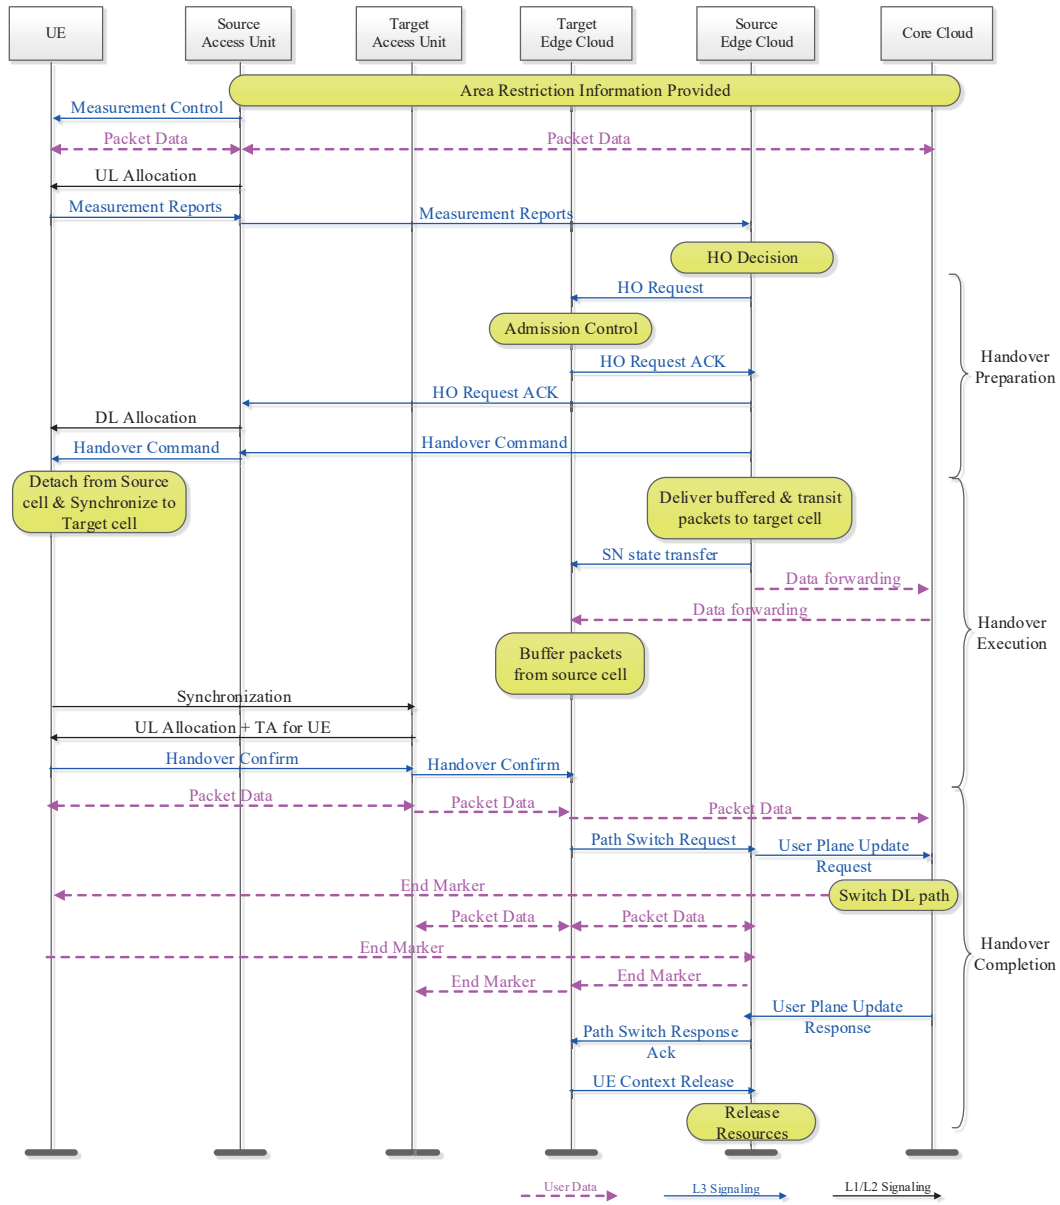 UE
Source
Access Unit
Target
Access Unit
Target
Edge Cloud
Source
Edge Cloud
Core Cloud
Area Restriction Information Provided
Measurement Control
Packet Data
Packet Data
UL Allocation
Measurement Reports
Measurement Reports
HO Decision
HO Request
Admission Control
HO Request ACK
HO Request ACK
Handover
Preparation
DL Allocation
Handover Command
Handover Command
Detach from Source
cell & Synchronize to
Target cell
Deliver buffered & transit
packets to target cell
SN state transfer
Data forwarding
Data forwarding
Handover
Execution
Buffer packets
from source cell
Synchronization
UL Allocation + TA for UE
Handover Confirm
Handover Confirm
Packet Data
Packet Data
Packet Data
Path Switch Request
User Plane Update
Request
End Marker
Switch DL path
Packet Data
Packet Data
End Marker
Handover
Completion
End Marker
End Marker
User Plane Update
Response
Path Switch Response
Ack
UE Context Release
Release
Resources
User Data
L3 Signaling
L1/L2 Signaling